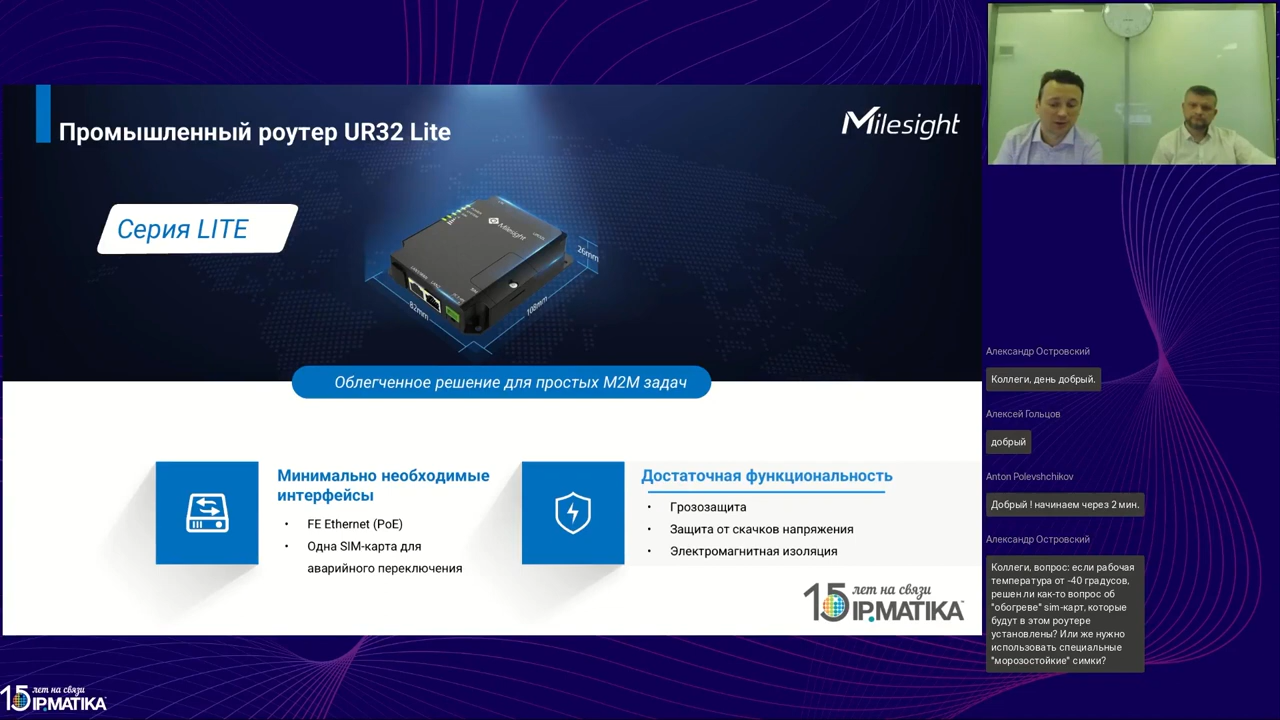 Промышленный роутер UR32 Lite
Milesight
Серия LITE
Milesight
26mm
82mm
108mm
Облегченное решение для простых M2M задач
Минимально необходимые
интерфейсы
• FE Ethernet (PoE)
• Одна SIM-карта для
аварийного переключения
Достаточная функциональность
• Грозозащита
• Защита от скачков напряжения
• Электромагнитная изоляция
15 лет на связи
IPMATIKA
Александр Островский
Коллеги, день добрый.
Алексей Гольцов
добрый
Anton Polevshchikov
Добрый ! начинаем через 2 мин.
Александр Островский
Коллеги, вопрос: если рабочая
температура от -40 градусов,
решен ли как-то вопрос об
"обогреве" sim-карт, которые
будут в этом роутере
установлены? Или же нужно
использовать специальные
"морозостойкие" симки?
15 лет на связи
IPMATIKA